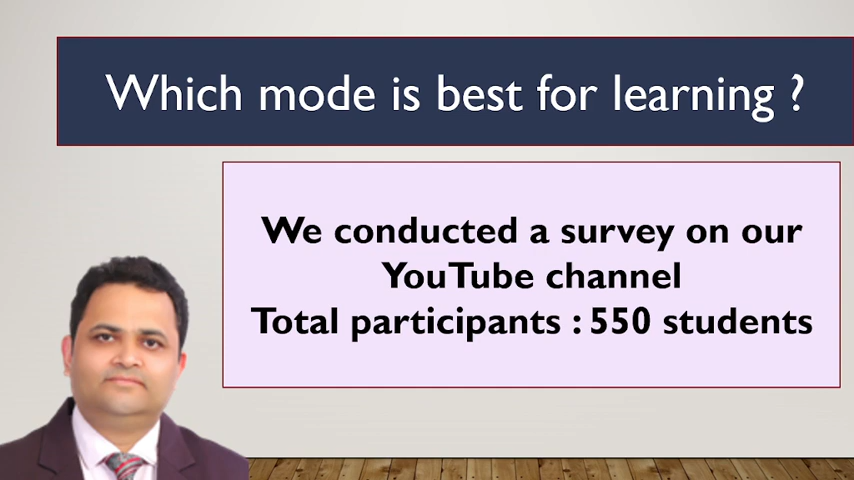 Which mode is best for learning ?
We conducted a survey on our
YouTube channel
Total participants : 550 students